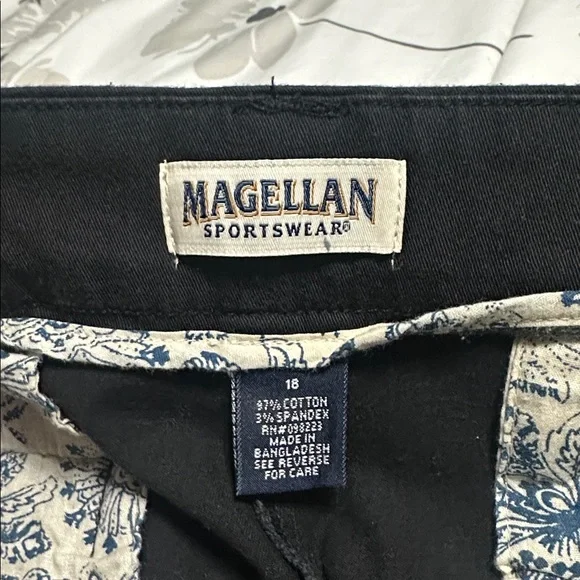 MAGELLAN
SPORTSWEAR®
18
97% COTTON
3% SPANDEX
RN#098223
MADE IN
BANGLADESH
SEE REVERSE
FOR CARE